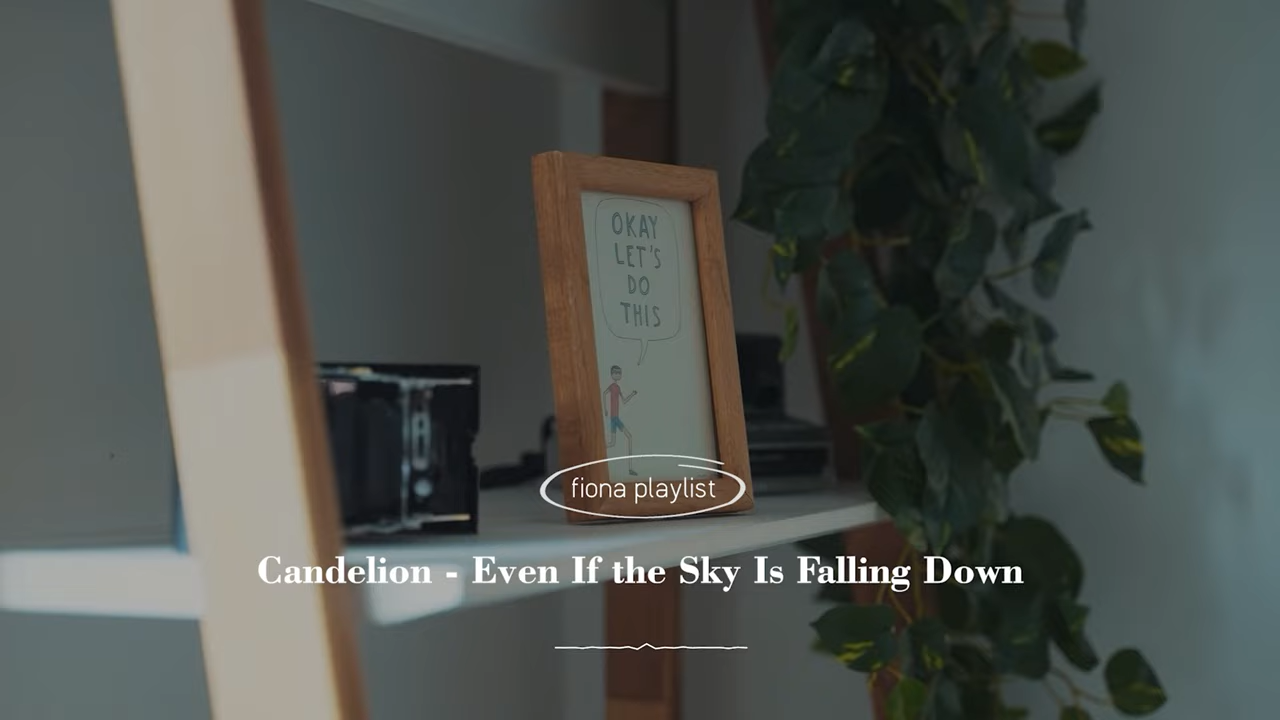 OKAY
LET'S
DO
THIS
fiona playlist
Candelion - Even If the Sky Is Falling Down